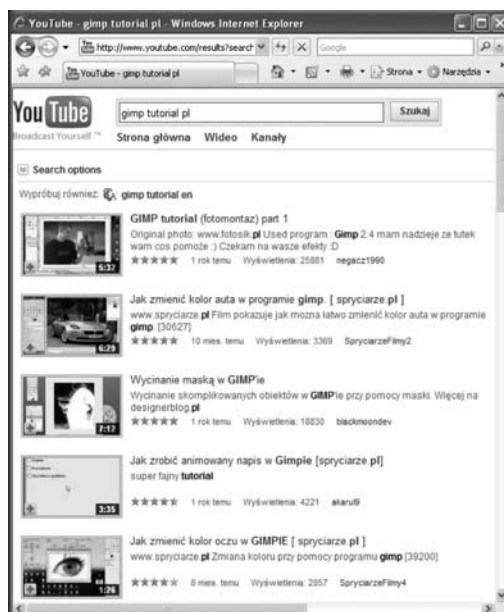 YouTube - gimp tutorial pl - Windows Internet Explorer
http://www.youtube.com/results?search
Google
YouTube - gimp tutorial pl
Strona
Narzędzia
YouTube
Broadcast Yourself ™
gimp tutorial pl
Szukaj
Strona główna Wideo Kanały
Search options
Wypróbuj również: gimp tutorial en
GIMP tutorial (fotomontaz) part 1
Original photo: www.fotosik.pl Used program : Gimp 2.4 mam nadzieje ze tutek
warn cos pomoże :) Czekam na wasze efekty :D
5:37
1 rok temu Wyświetlenia: 25881 negacz1990
Jak zmienić kolor auta w programie gimp. [ spryciarze.pl ]
www.spryciarze.pl Film pokazuje jak mozna łatwo zmienić kolor auta w programie
gimp. [30627]
6:29
10 mies. temu Wyświetlenia: 3369 SpryciarzeFilmy2
Wycinanie maską w GIMP'ie
Wycinanie skomplikowanych obiektów w GIMP'ie przy pomocy maski. Więcej na
designerblog.pl
7:17
1 rok temu Wyświetlenia: 18830 blackmoondev
Jak zrobić animowany napis w Gimpie [spryciarze.pl]
super fajny tutorial
3:35
1 rok temu Wyświetlenia: 4221 akarul9
Jak zmienić kolor oczu w GIMPIE [ spryciarze.pl ]
www.spryciarze.pl Zmiana koloru przy pomocy programu gimp [39200]
1:26
8 mies. temu Wyświetlenia: 2857 SpryciarzeFilmy4